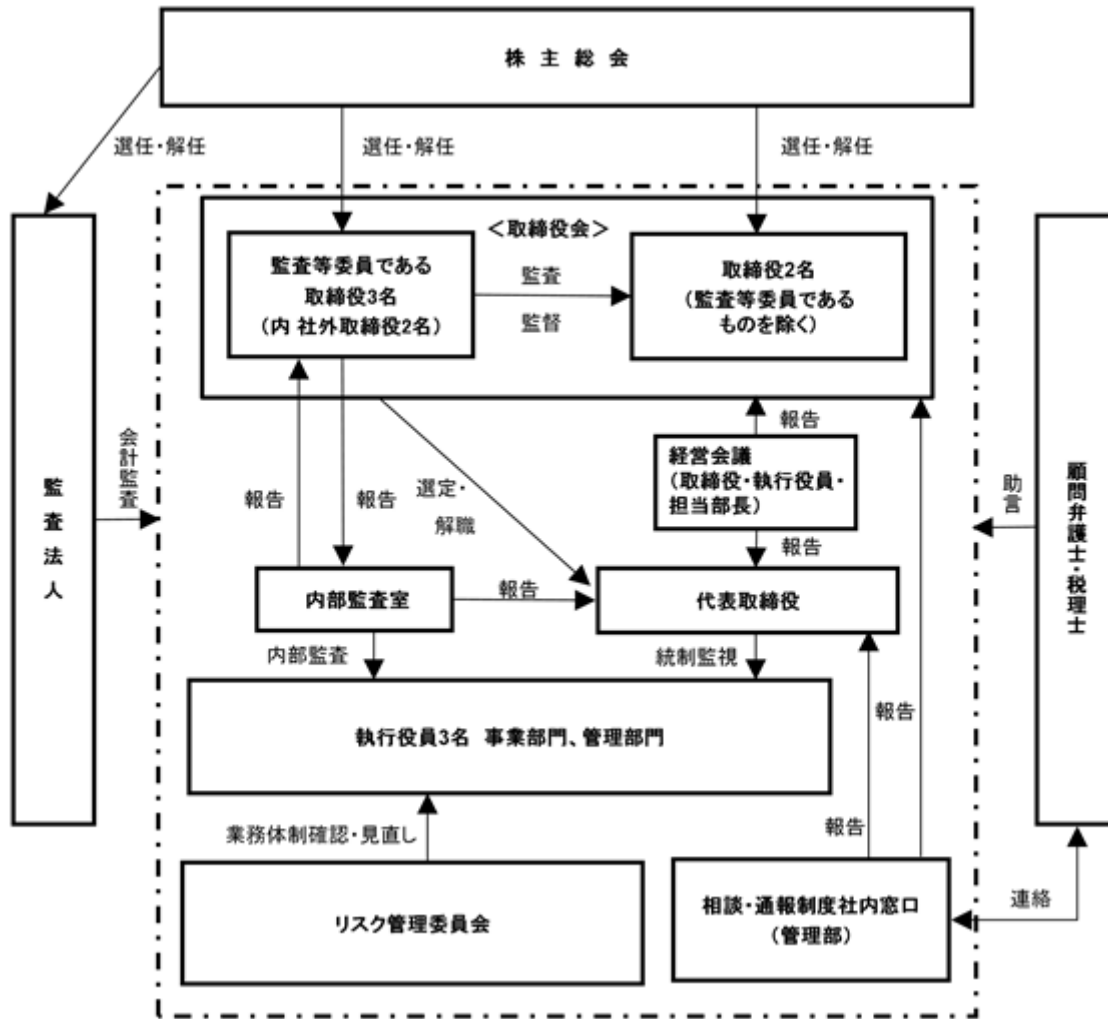 株 主 総 会
選任・解任
選任・解任
選任・解任
＜取締役会＞
監査等委員である
取締役3名
（内 社外取締役2名）
監査
監督
取締役2名
（監査等委員である
ものを除く）
監査法人
会計監査
報告
報告
選定・
解職
報告
経営会議
（取締役・執行役員・
担当部長）
報告
助言
顧問弁護士・税理士
内部監査室
報告
代表取締役
内部監査
統制監視
報告
執行役員3名 事業部門、管理部門
業務体制確認・見直し
報告
リスク管理委員会
相談・通報制度社内窓口
（管理部）
連絡